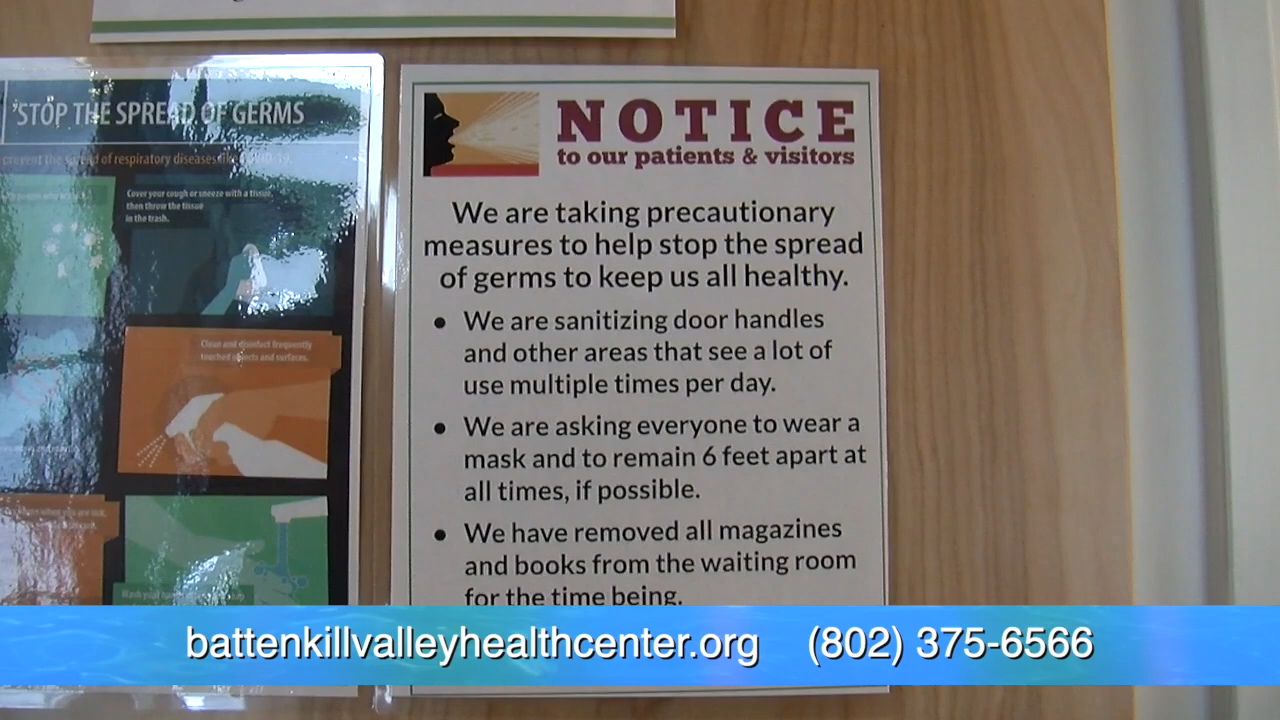 STOP THE SPREAD OF GERMS
prevent the spread of respiratory diseases like COVID-19.
Cover your cough or sneeze with a tissue,
then throw the tissue
in the trash.
Clean and disinfect frequently
touched objects and surfaces.
when you are sick,
NOTICE
to our patients & visitors
We are taking precautionary
measures to help stop the spread
of germs to keep us all healthy.
• We are sanitizing door handles
and other areas that see a lot of
use multiple times per day.
• We are asking everyone to wear a
mask and to remain 6 feet apart at
all times, if possible.
• We have removed all magazines
and books from the waiting room
for the time being.
battenkillvalleyhealthcenter.org (802) 375-6566